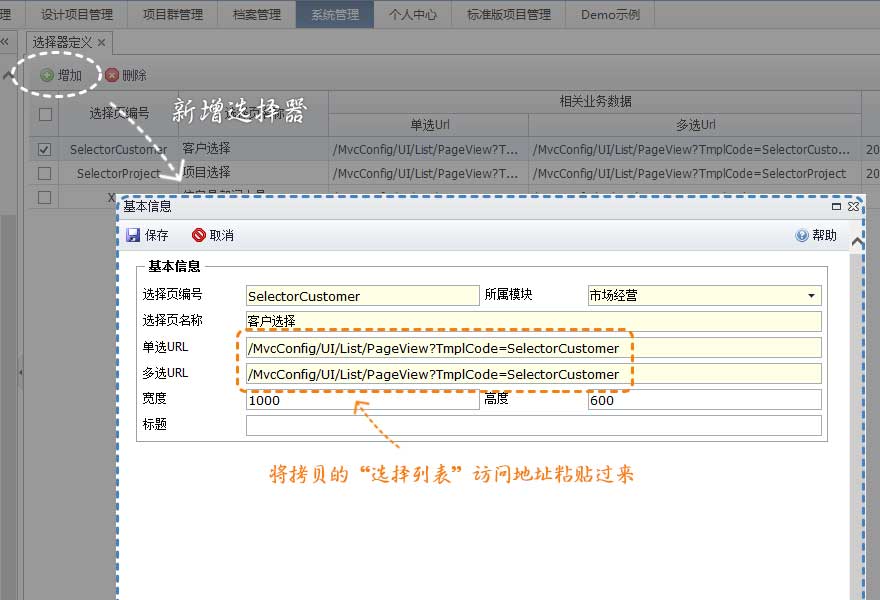 理 设计项目管理 项目群管理 档案管理 系统管理 个人中心 标准版项目管理 Demo示例
选择器定义
增加 删除
新增选择器
选择页编号 相关业务数据
单选Url 多选Url
SelectorCustomer 客户选择 /MvcConfig/UI/List/PageView?T... /MvcConfig/UI/List/PageView?TmplCode=SelectorCusto... 20
SelectorProject 项目选择 /MvcConfig/UI/List/PageView?T... /MvcConfig/UI/List/PageView?TmplCode=SelectorProject 20
X
基本信息
保存 取消 帮助
基本信息
选择页编号 SelectorCustomer 所属模块 市场经营
选择页名称 客户选择
单选URL /MvcConfig/UI/List/PageView?TmplCode=SelectorCustomer
多选URL /MvcConfig/UI/List/PageView?TmplCode=SelectorCustomer
宽度 1000 高度 600
标题
将拷贝的“选择列表”访问地址粘贴过来